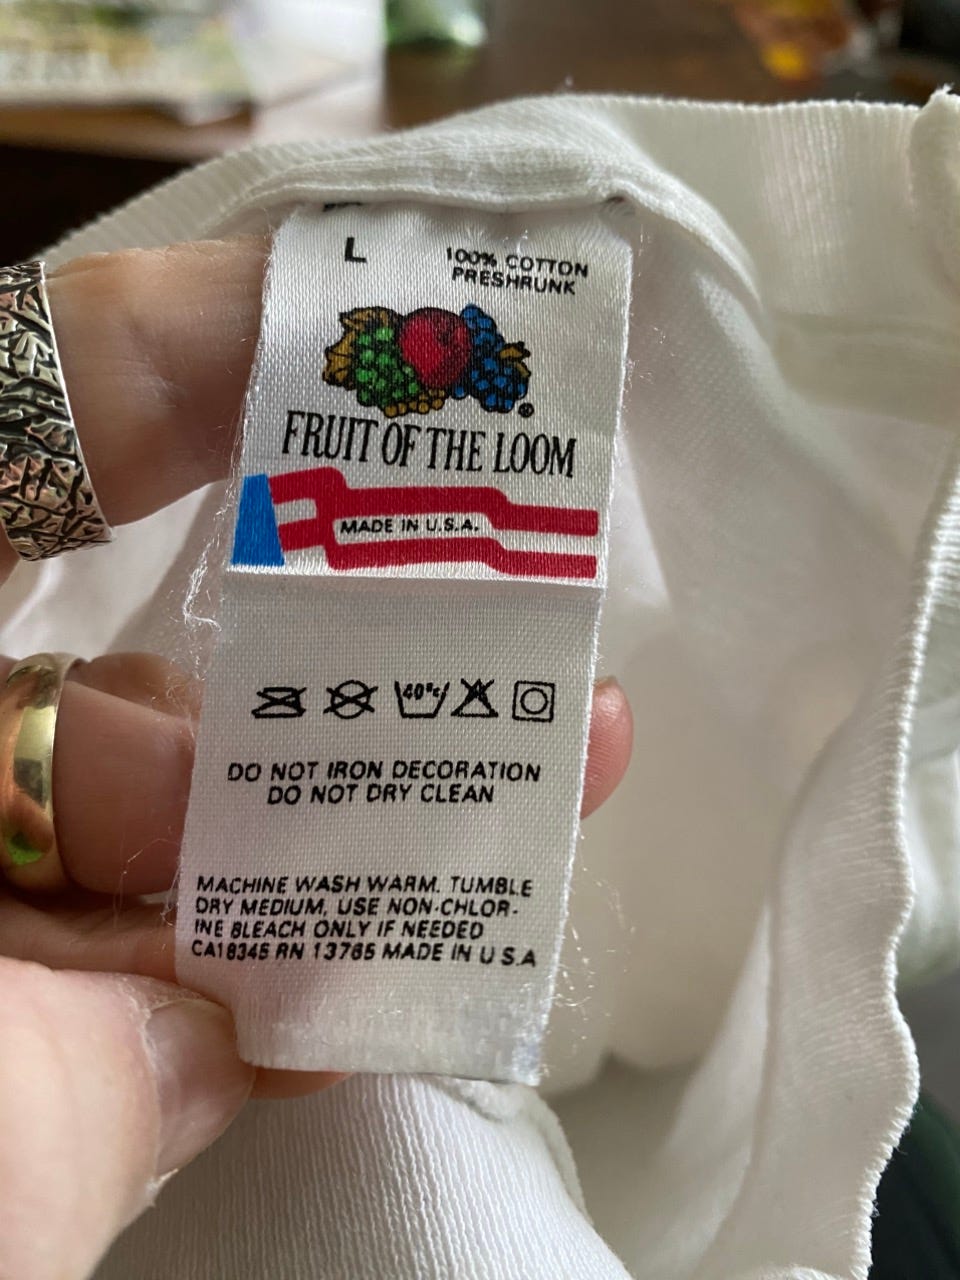 L
100% COTTON
PRESHRUNK
®
FRUIT OF THE LOOM
MADE IN U.S.A.
40°c
DO NOT IRON DECORATION
DO NOT DRY CLEAN
MACHINE WASH WARM. TUMBLE
DRY MEDIUM, USE NON-CHLOR-
INE BLEACH ONLY IF NEEDED
CA18345 RN 13765 MADE IN U S.A